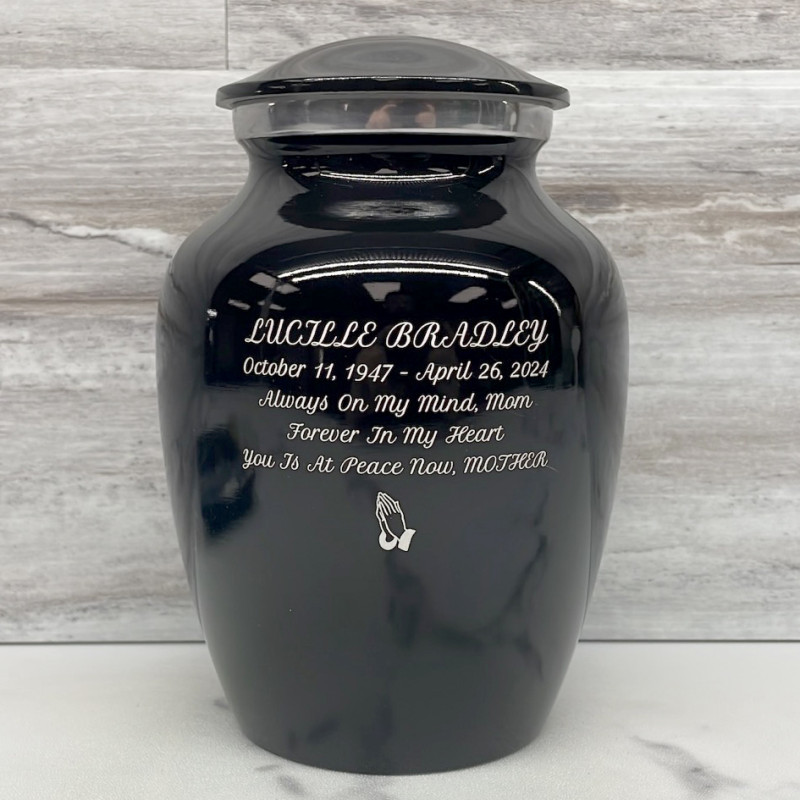 LUCILLE BRADLEY
October 11, 1947 - April 26, 2024
Always On My Mind, Mom
Forever In My Heart
You Is At Peace Now, MOTHER